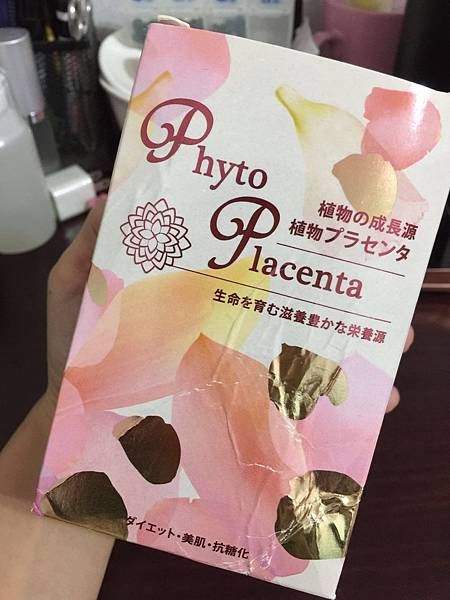 Phyto
Placenta
植物の成長源
植物プラセンタ
生命を育む滋養豊かな栄養源
ダイエット・美肌・抗糖化